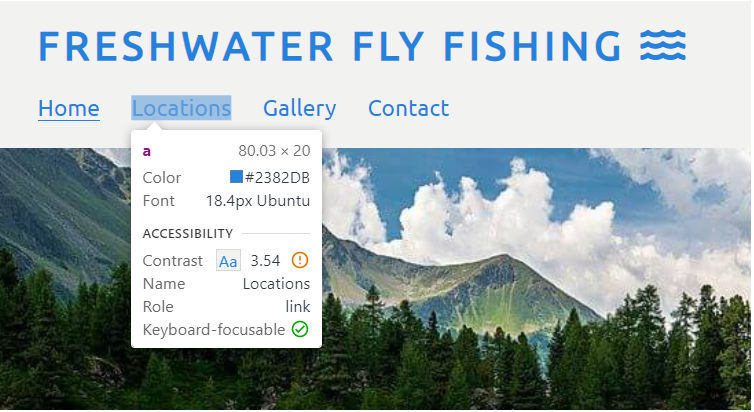 FRESHWATER FLY FISHING
Home Locations Gallery Contact
a 80.03 × 20
Color #2382DB
Font 18.4px Ubuntu
ACCESSIBILITY
Contrast Aa 3.54
Name Locations
Role link
Keyboard-focusable